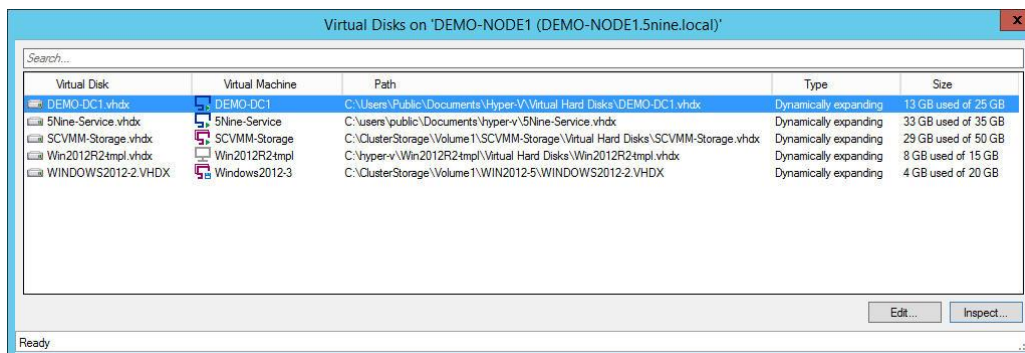 Virtual Disks on 'DEMO-NODE1 (DEMO-NODE1.5nine.local)'
x
Search...
Virtual Disk Virtual Machine Path Type Size
DEMO-DC1.vhdx DEMO-DC1 C:\Users\Public\Documents\Hyper-V\Virtual Hard Disks\DEMO-DC1.vhdx Dynamically expanding 13 GB used of 25 GB
5Nine-Service.vhdx 5Nine-Service C:\users\public\Documents\hyper-v\5Nine-Service.vhdx Dynamically expanding 33 GB used of 35 GB
SCVMM-Storage.vhdx SCVMM-Storage C:\ClusterStorage\Volume1\SCVMM-Storage\Virtual Hard Disks\SCVMM-Storage.vhdx Dynamically expanding 29 GB used of 50 GB
Win2012R2-tmpl.vhdx Win2012R2-tmpl C:\hyper-v\Win2012R2-tmpl\Virtual Hard Disks\Win2012R2-tmpl.vhdx Dynamically expanding 8 GB used of 15 GB
WINDOWS2012-2.VHDX Windows2012-3 C:\ClusterStorage\Volume1\WIN2012-5\WINDOWS2012-2.VHDX Dynamically expanding 4 GB used of 20 GB
Edit... Inspect...
Ready